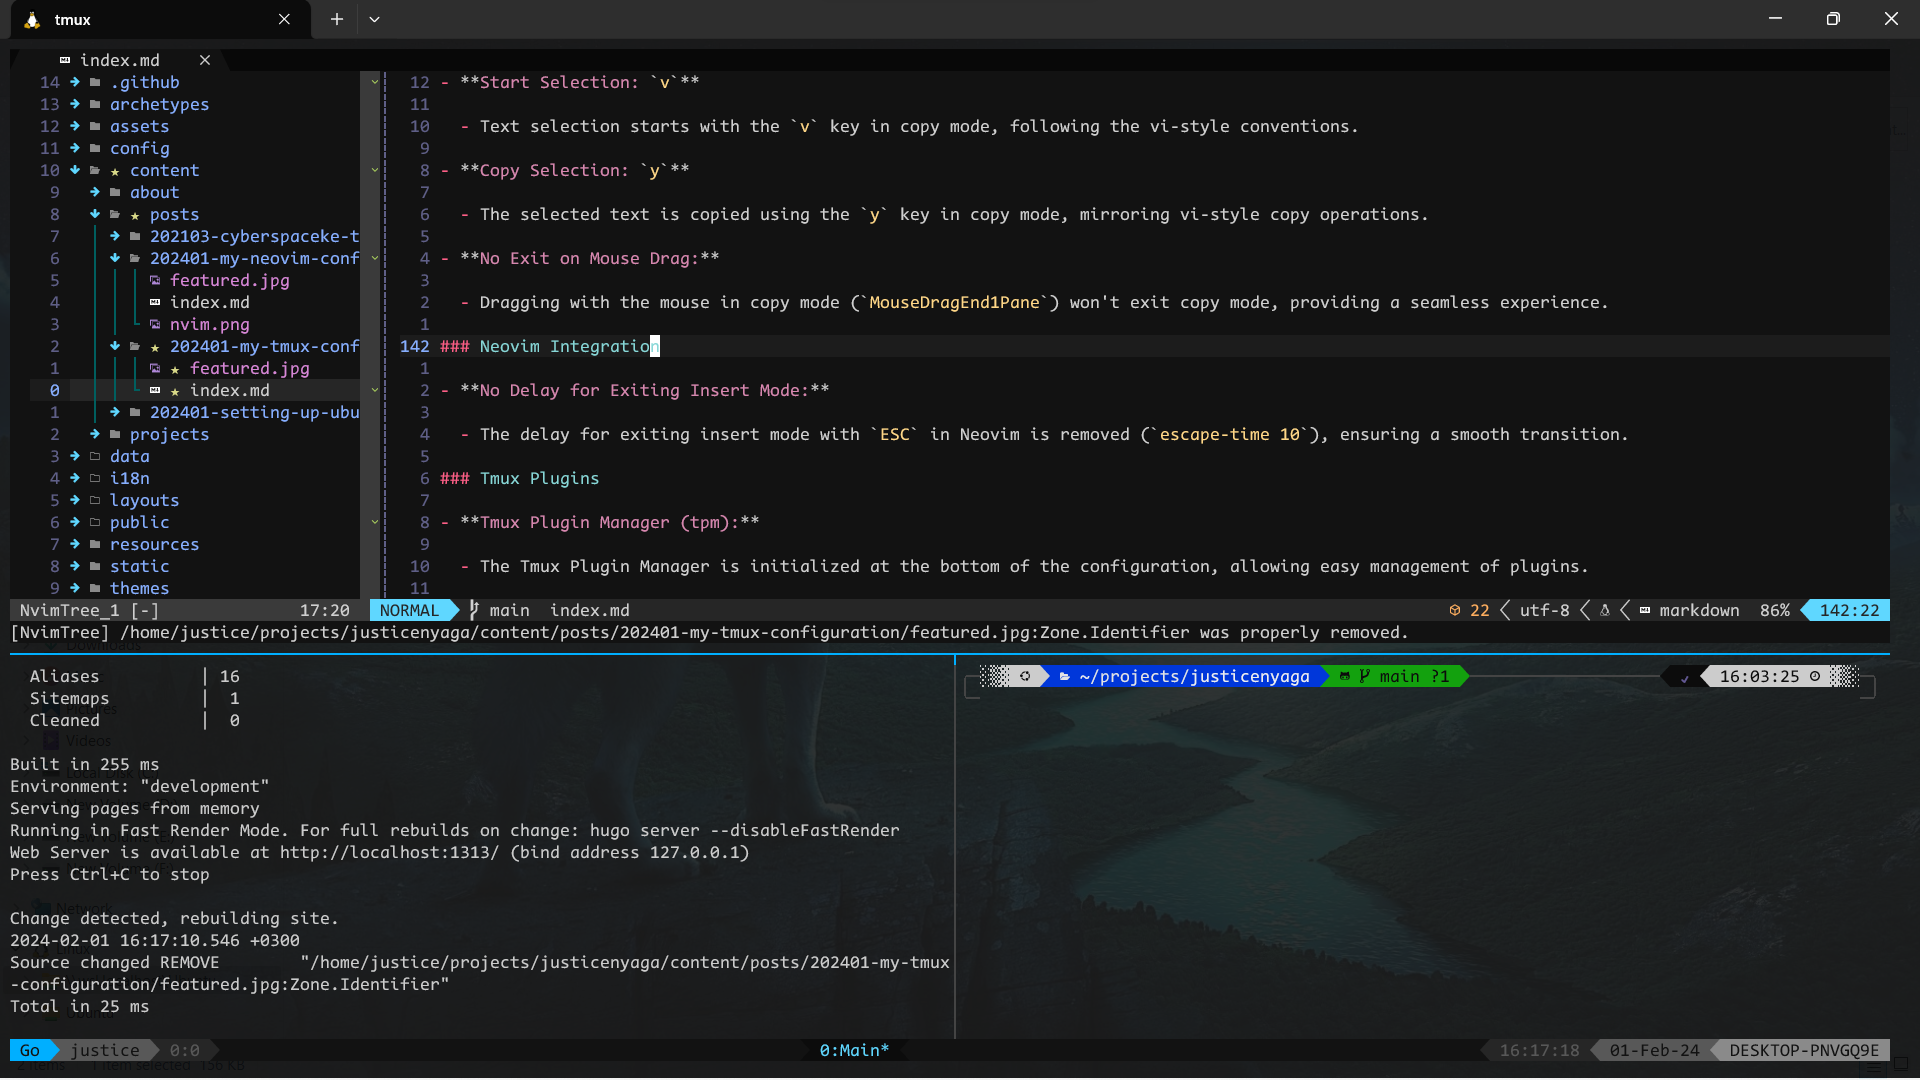 tmux
index.md
14 .github
13 archetypes
12 assets
11 config
10 content
9 about
8 posts
7 202103-cyberspaceke-t
6 202401-my-neovim-conf
5 featured.jpg
4 index.md
3 nvim.png
2 202401-my-tmux-conf
1 featured.jpg
0 index.md
1 202401-setting-up-ubu
2 projects
3 data
4 i18n
5 layouts
6 public
7 resources
8 static
9 themes
NvimTree_1 [-] 17:20
12 - **Start Selection: `v`**
11
10 - Text selection starts with the `v` key in copy mode, following the vi-style conventions.
9
8 - **Copy Selection: `y`**
7
6 - The selected text is copied using the `y` key in copy mode, mirroring vi-style copy operations.
5
4 - **No Exit on Mouse Drag:**
3
2 - Dragging with the mouse in copy mode (`MouseDragEnd1Pane`) won't exit copy mode, providing a seamless experience.
1
142 ### Neovim Integration
1
2 - **No Delay for Exiting Insert Mode:**
3
4 - The delay for exiting insert mode with `ESC` in Neovim is removed (`escape-time 10`), ensuring a smooth transition.
5
6 ### Tmux Plugins
7
8 - **Tmux Plugin Manager (tpm):**
9
10 - The Tmux Plugin Manager is initialized at the bottom of the configuration, allowing easy management of plugins.
11
NORMAL main index.md 22 utf-8 markdown 86% 142:22
[NvimTree] /home/justice/projects/justicenyaga/content/posts/202401-my-tmux-configuration/featured.jpg:Zone.Identifier was properly removed.
Aliases | 16
Sitemaps | 1
Cleaned | 0
Built in 255 ms
Environment: "development"
Serving pages from memory
Running in Fast Render Mode. For full rebuilds on change: hugo server --disableFastRender
Web Server is available at http://localhost:1313/ (bind address 127.0.0.1)
Press Ctrl+C to stop
Change detected, rebuilding site.
2024-02-01 16:17:10.546 +0300
Source changed REMOVE "/home/justice/projects/justicenyaga/content/posts/202401-my-tmux
-configuration/featured.jpg:Zone.Identifier"
Total in 25 ms
~/projects/justicenyaga main ?1 16:03:25
Go justice 0:0 0:Main* 16:17:18 01-Feb-24 DESKTOP-PNVGQ9E